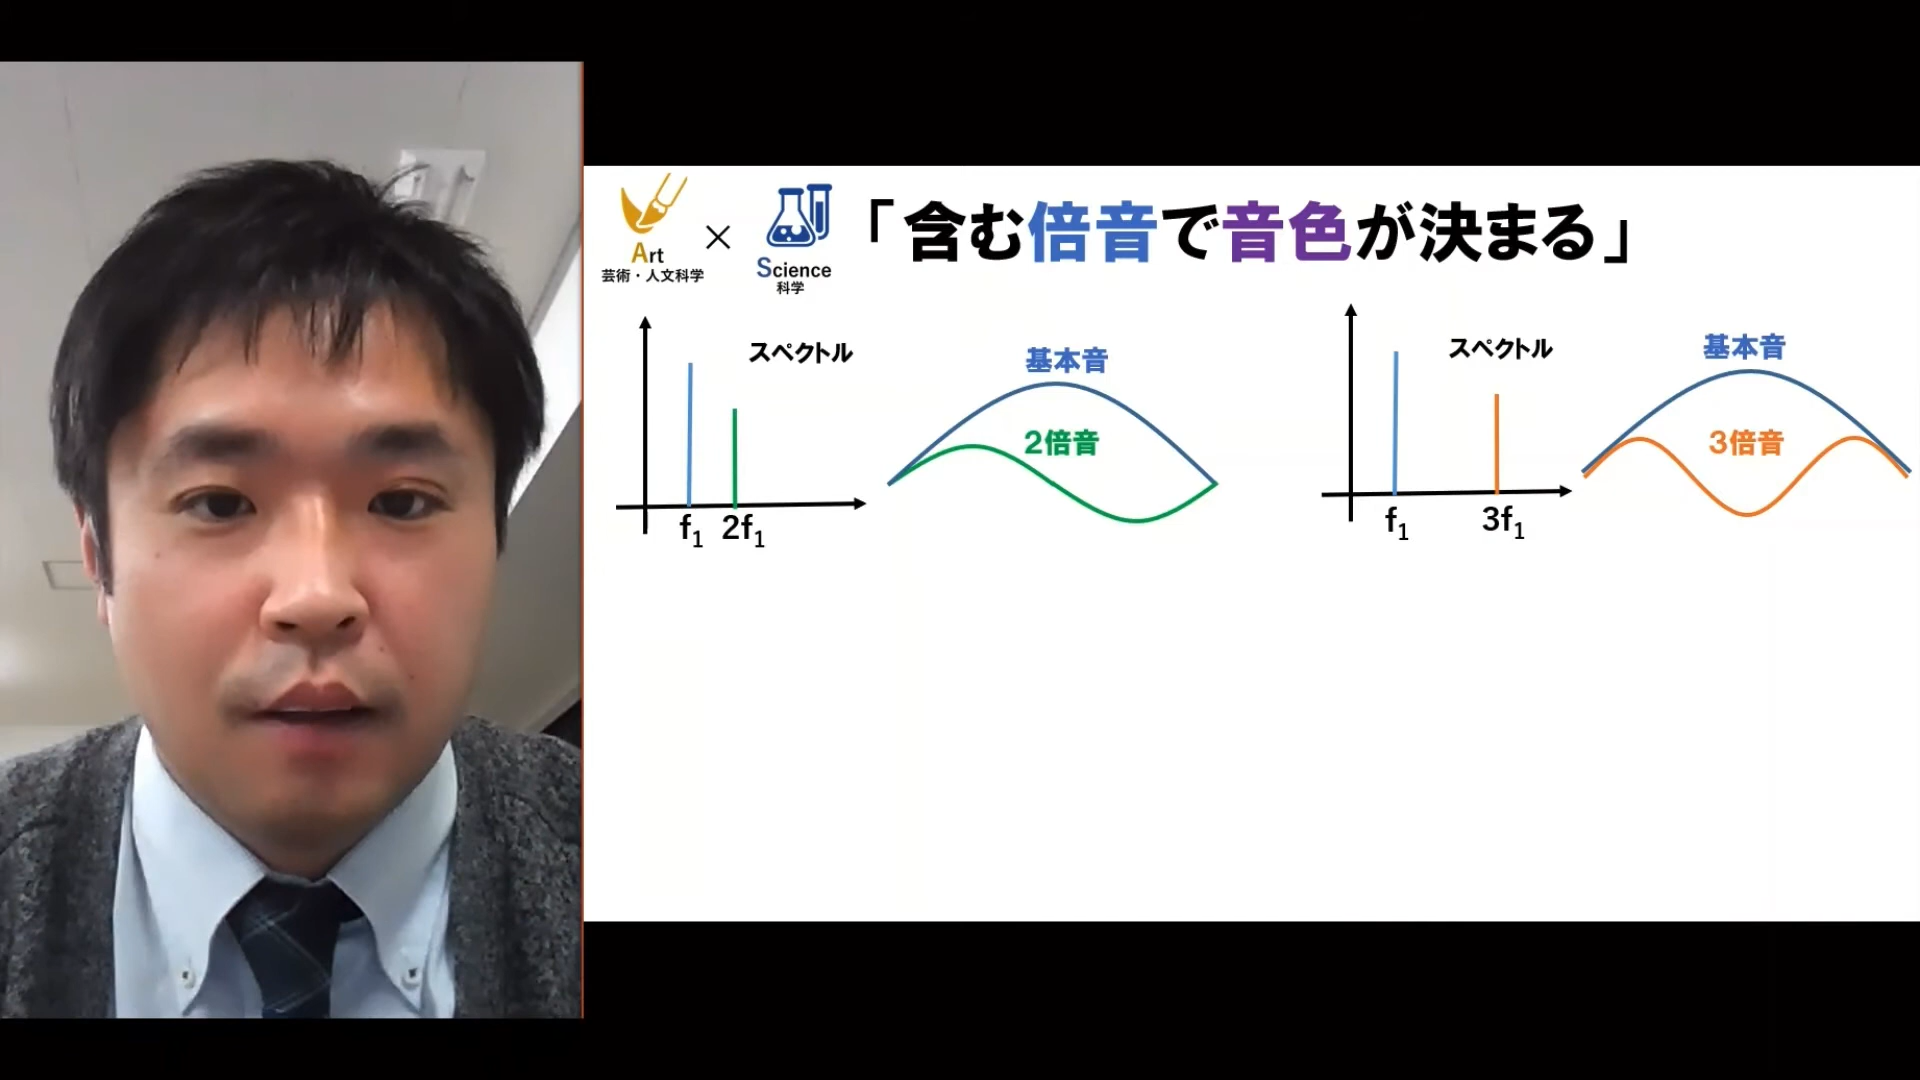 「含む倍音で音色が決まる」
Art
芸術・人文科学
×
Science
科学
スペクトル
基本音
2倍音
f₁ 2f₁
スペクトル
基本音
3倍音
f₁ 3f₁